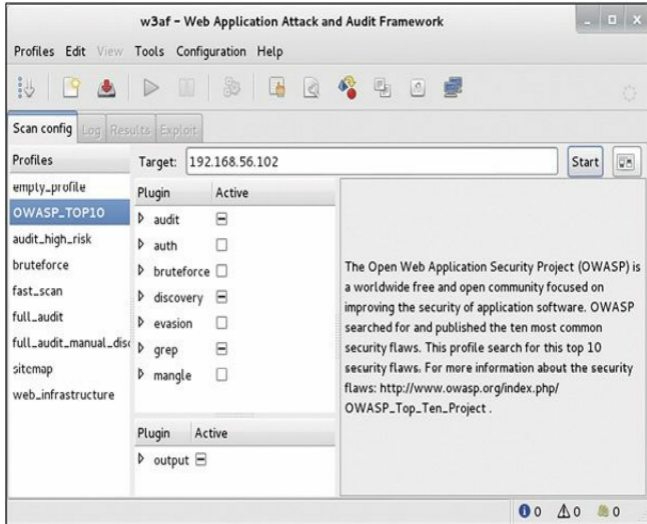 w3af - Web Application Attack and Audit Framework
Profiles Edit View Tools Configuration Help
Scan config Log Results Exploit
Profiles
empty_profile
OWASP_TOP10
audit_high_risk
bruteforce
fast_scan
full_audit
full_audit_manual_disc
sitemap
web_infrastructure
Target: 192.168.56.102 Start
Plugin Active
audit
auth
bruteforce
discovery
evasion
grep
mangle
Plugin Active
output
The Open Web Application Security Project (OWASP) is
a worldwide free and open community focused on
improving the security of application software. OWASP
searched for and published the ten most common
security flaws. This profile search for this top 10
security flaws. For more information about the security
flaws: http://www.owasp.org/index.php/
OWASP_Top_Ten_Project .
0 0 0